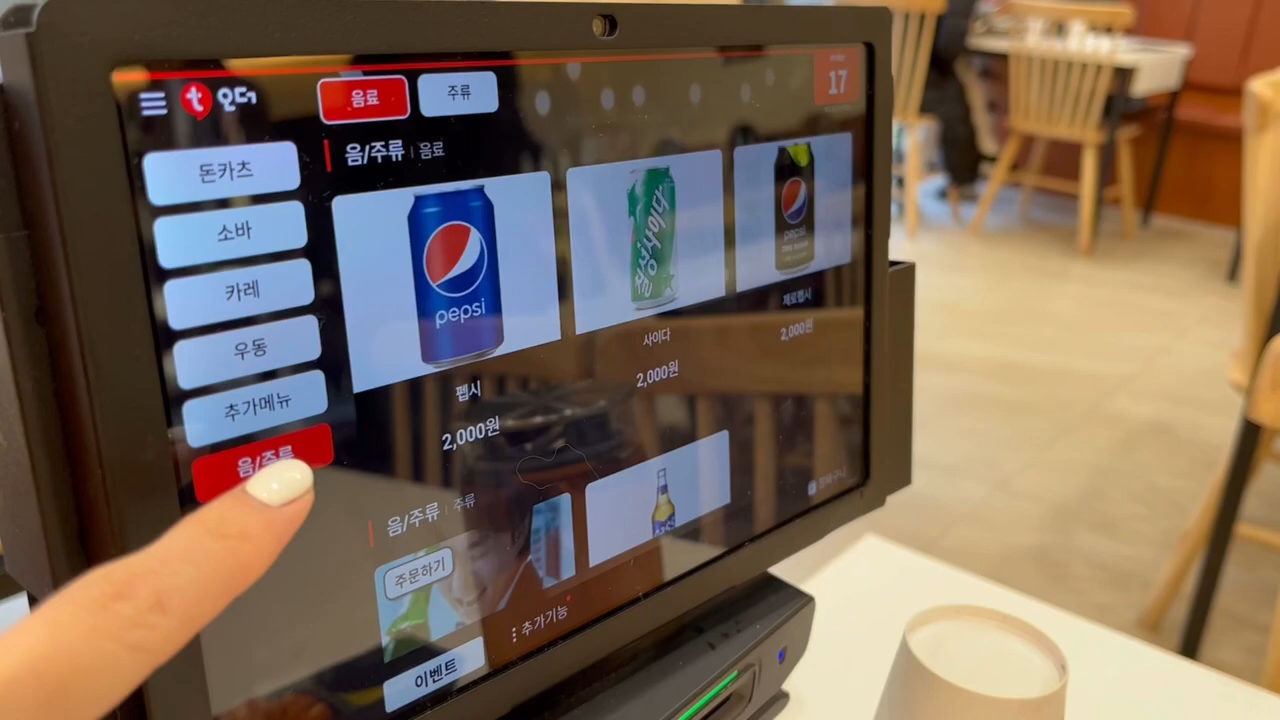 t오더
음료
주류
17
돈카츠
소바
카레
우동
추가메뉴
음/주류
음/주류 | 음료
pepsi
펩시
2,000원
칠성사이다
사이다
2,000원
pepsi
제로펩시
2,000원
음/주류 | 주류
주문하기
이벤트
추가기능
장바구니